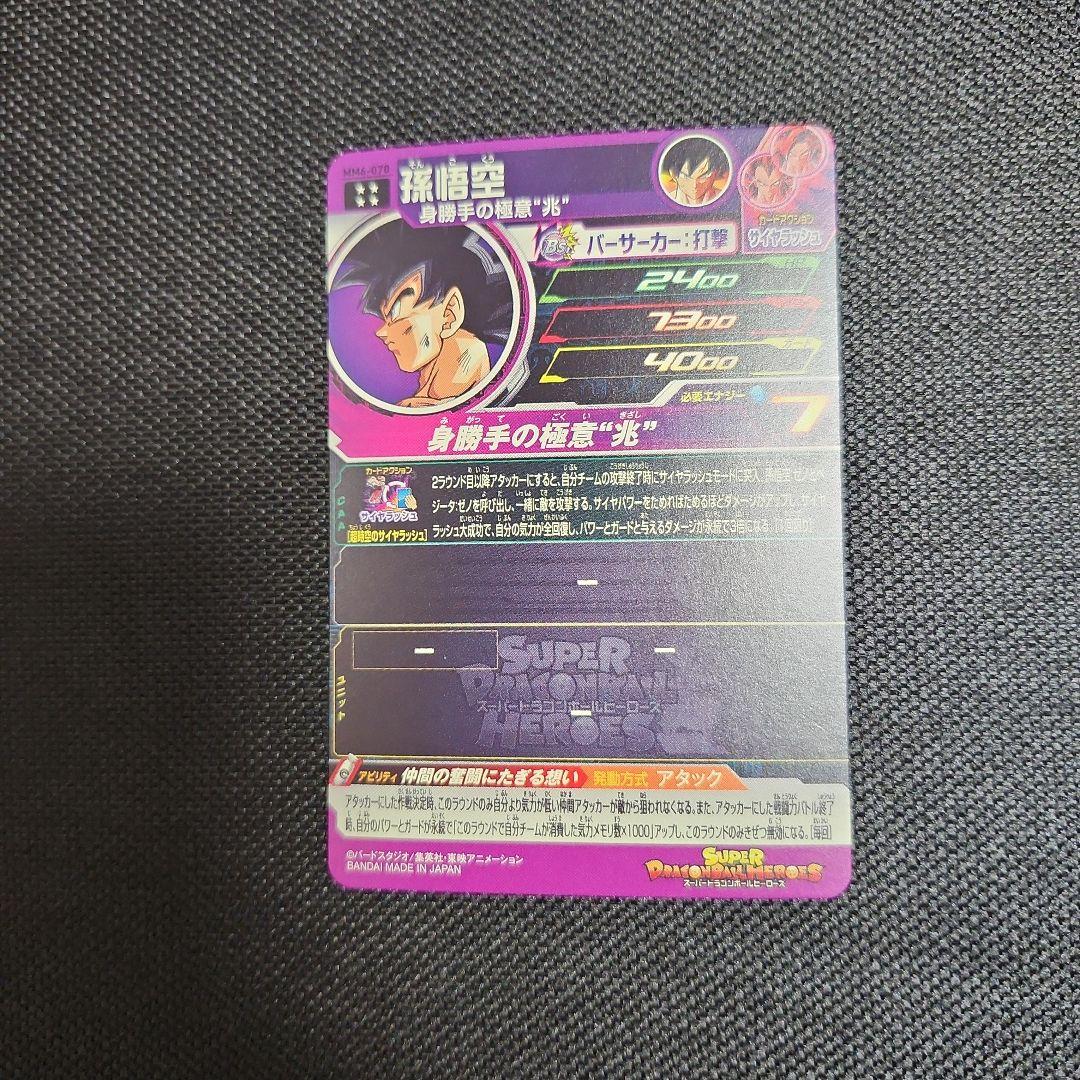 MM6-070
孫悟空
身勝手の極意“兆”
カードアクション
サイヤラッシュ
BS
バーサーカー:打撃
2400
7300
ガード
4000
必要エナジー
7
身勝手の極意“兆”
カードアクション
サイヤラッシュ
CAA
[超時空のサイヤラッシュ]
2ラウンド目以降アタッカーにすると、自分チームの攻撃終了時にサイヤラッシュモードに突入
ジータ:ゼノを呼び出し、一緒に敵を攻撃する。サイヤパワーをためればためるほどダメージがアップし、
ラッシュ大成功で、自分の気力が全回復し、パワーとガードと与えるダメージが永続で3倍になる
ー
ユニット
ー
ー
ー
SUPER
DRAGONBALL
スーパードラゴンボールヒーローズ
HEROES
アビリティ 仲間の奮闘にたぎる想い 発動方式 アタック
アタッカーにした作戦決定時、このラウンドのみ自分より気力が低い仲間アタッカーが敵から狙われなくなる。また、アタッカーにした戦闘力バトル終了
時、自分のパワーとガードが永続で「このラウンドで自分チームが消費した気力メモリ数×1000」アップし、このラウンドのみきぜつ無効になる。[毎回]
©バードスタジオ/集英社・東映アニメーション
BANDAI MADE IN JAPAN
SUPER
DRAGONBALL HEROES
スーパードラゴンボールヒーローズ